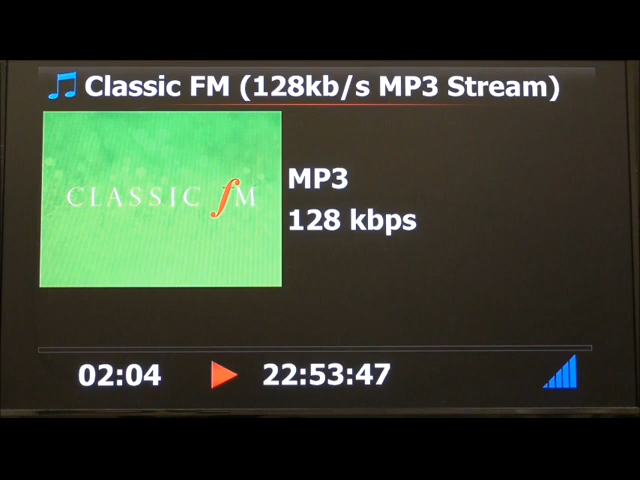 Classic FM (128kb/s MP3 Stream)
CLASSIC fM
MP3
128 kbps
02:04 22:53:47